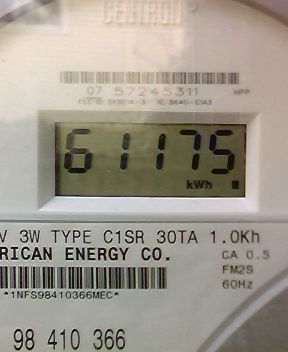 CENTRON
07 57245311 HPP
61175
kWh
V 3W TYPE C1SR 30TA 1.0Kh
RICAN ENERGY CO. CA 0.5
FM2S
*1NFS98410366MEC* 60Hz
98 410 366